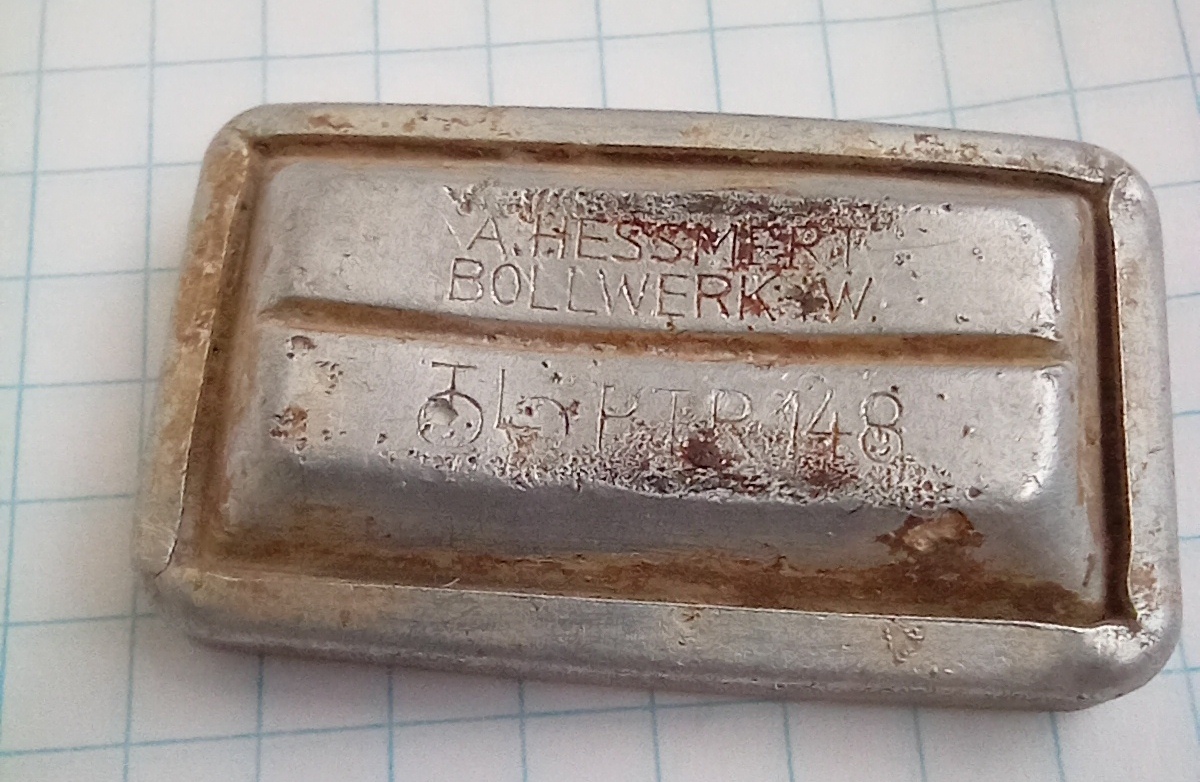 A. HESSMERT
BOLLWERK i.W.
PTR 148